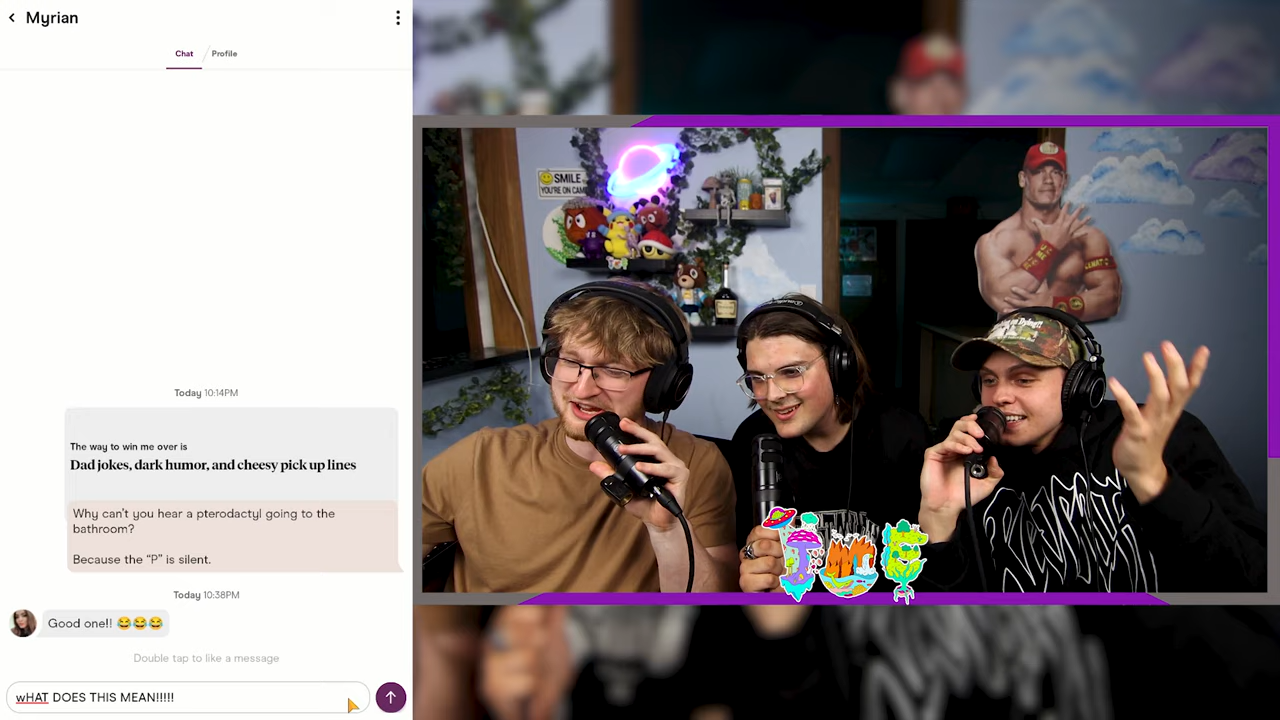 Myrian
Chat
Profile
Today 10:14PM
The way to win me over is
Dad jokes, dark humor, and cheesy pick up lines
Why can't you hear a pterodactyl going to the
bathroom?
Because the “P” is silent.
Today 10:38PM
Good one!! 😂😂😂
Double tap to like a message
wHAT DOES THIS MEAN!!!!!
SMILE
YOU'RE ON CAM